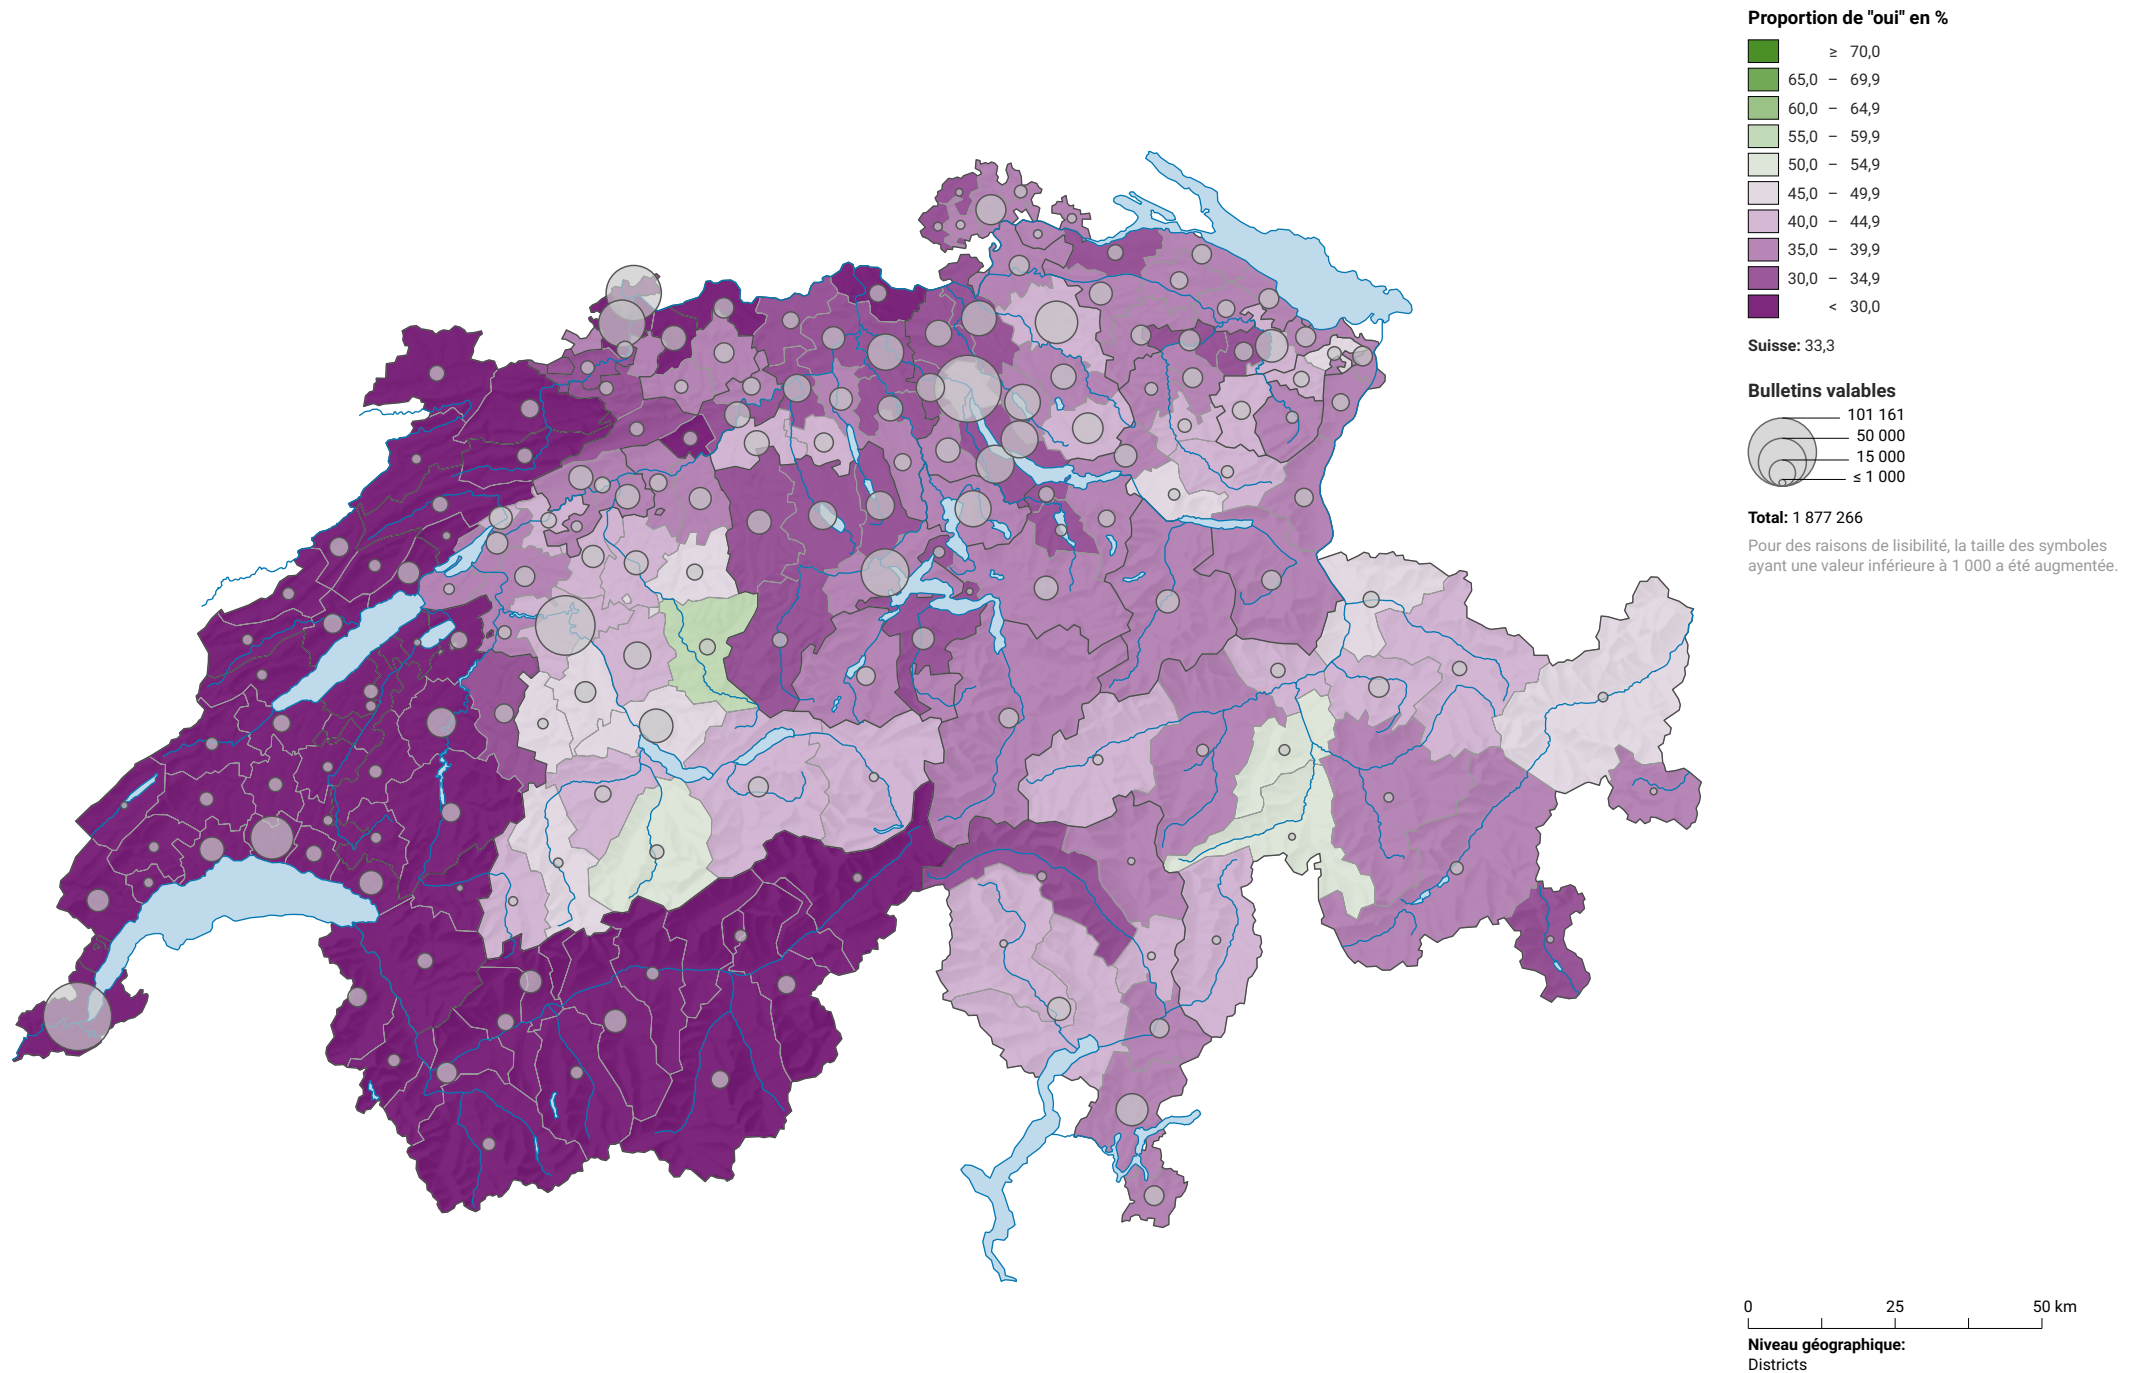 Proportion de "oui" en %
≥ 70,0
65,0 – 69,9
60,0 – 64,9
55,0 – 59,9
50,0 – 54,9
45,0 – 49,9
40,0 – 44,9
35,0 – 39,9
30,0 – 34,9
< 30,0
Suisse: 33,3
Bulletins valables
101 161
50 000
15 000
≤ 1 000
Total: 1 877 266
Pour des raisons de lisibilité, la taille des symboles
ayant une valeur inférieure à 1 000 a été augmentée.
0 25 50 km
Niveau géographique:
Districts